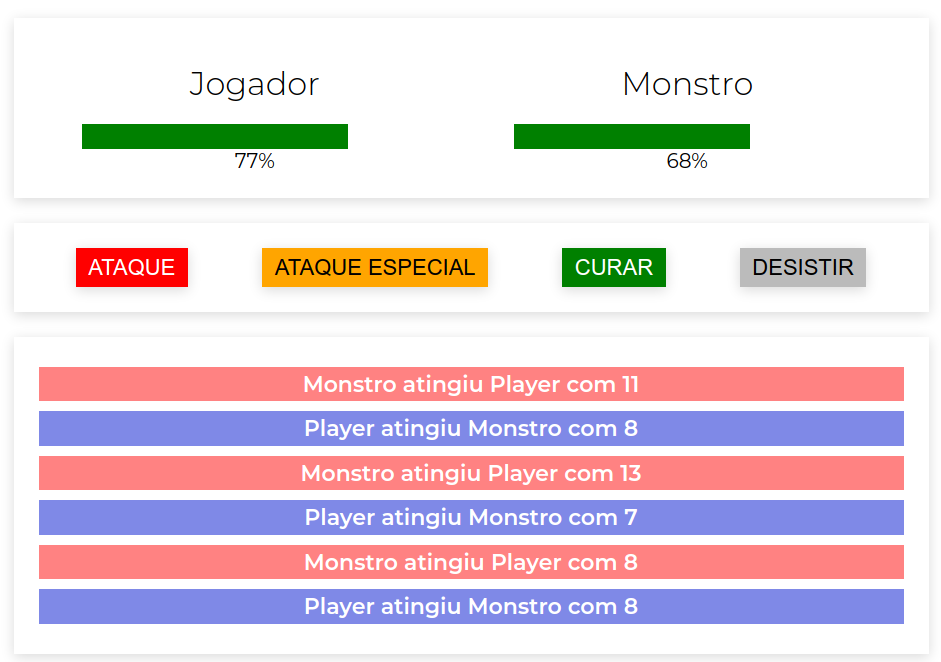 Jogador
Monstro
77%
68%
ATAQUE
ATAQUE ESPECIAL
CURAR
DESISTIR
Monstro atingiu Player com 11
Player atingiu Monstro com 8
Monstro atingiu Player com 13
Player atingiu Monstro com 7
Monstro atingiu Player com 8
Player atingiu Monstro com 8